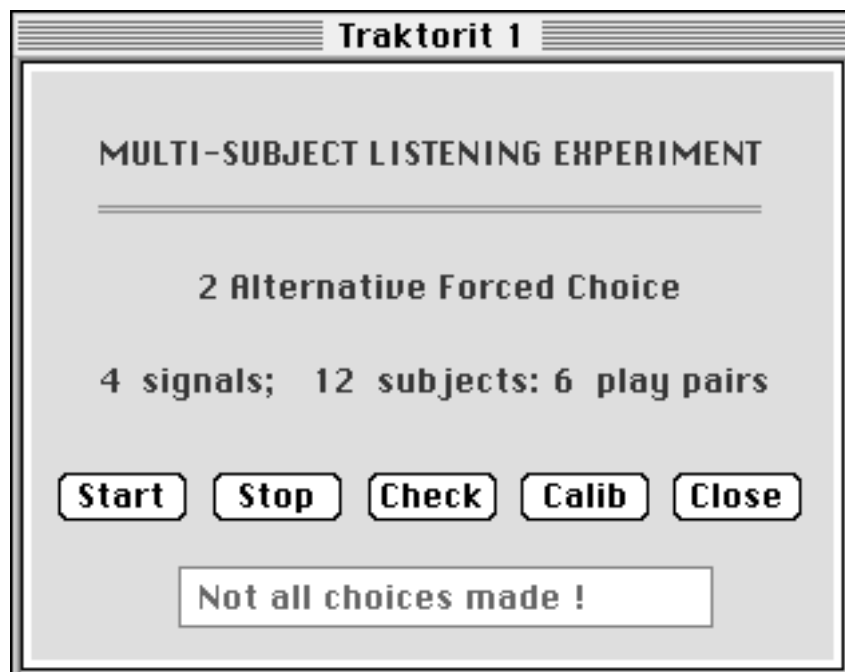 Traktorit 1
MULTI-SUBJECT LISTENING EXPERIMENT
2 Alternative Forced Choice
4 signals; 12 subjects: 6 play pairs
Start Stop Check Calib Close
Not all choices made !